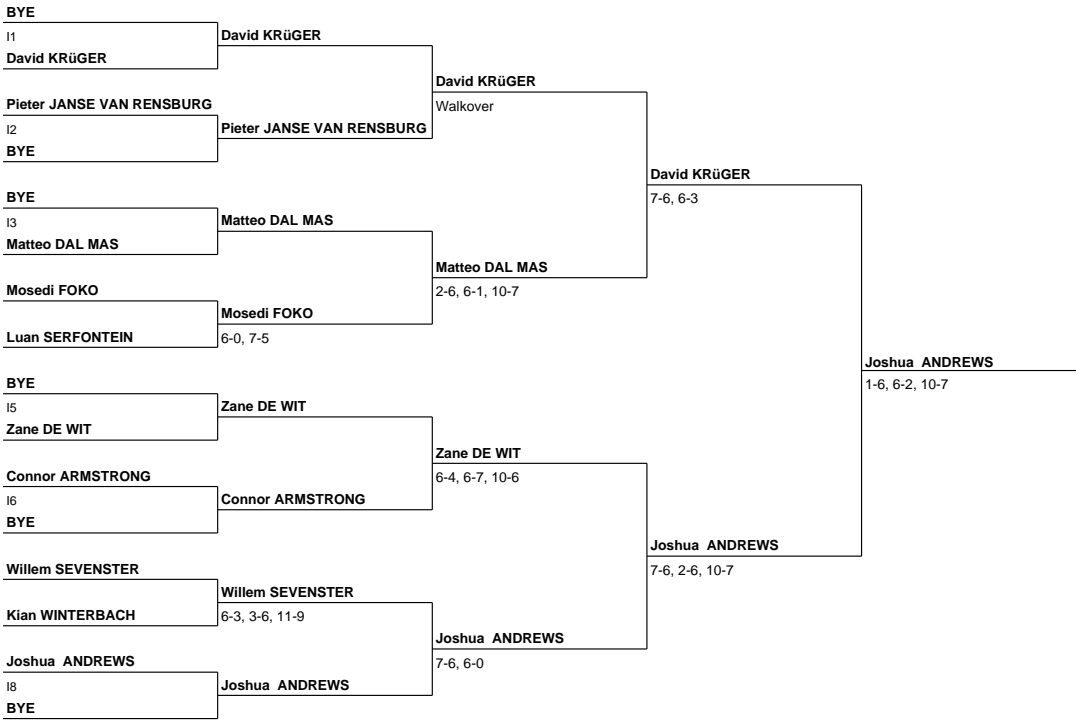 BYE
I1
David KRüGER
Pieter JANSE VAN RENSBURG
I2
BYE
BYE
I3
Matteo DAL MAS
Mosedi FOKO
Luan SERFONTEIN
BYE
I5
Zane DE WIT
Connor ARMSTRONG
I6
BYE
Willem SEVENSTER
Kian WINTERBACH
Joshua  ANDREWS
I8
BYE
David KRüGER
Pieter JANSE VAN RENSBURG
Matteo DAL MAS
Mosedi FOKO
6-0, 7-5
Zane DE WIT
Connor ARMSTRONG
Willem SEVENSTER
6-3, 3-6, 11-9
Joshua  ANDREWS
David KRüGER
Walkover
Matteo DAL MAS
2-6, 6-1, 10-7
Zane DE WIT
6-4, 6-7, 10-6
Joshua  ANDREWS
7-6, 6-0
David KRüGER
7-6, 6-3
Joshua  ANDREWS
7-6, 2-6, 10-7
Joshua  ANDREWS
1-6, 6-2, 10-7